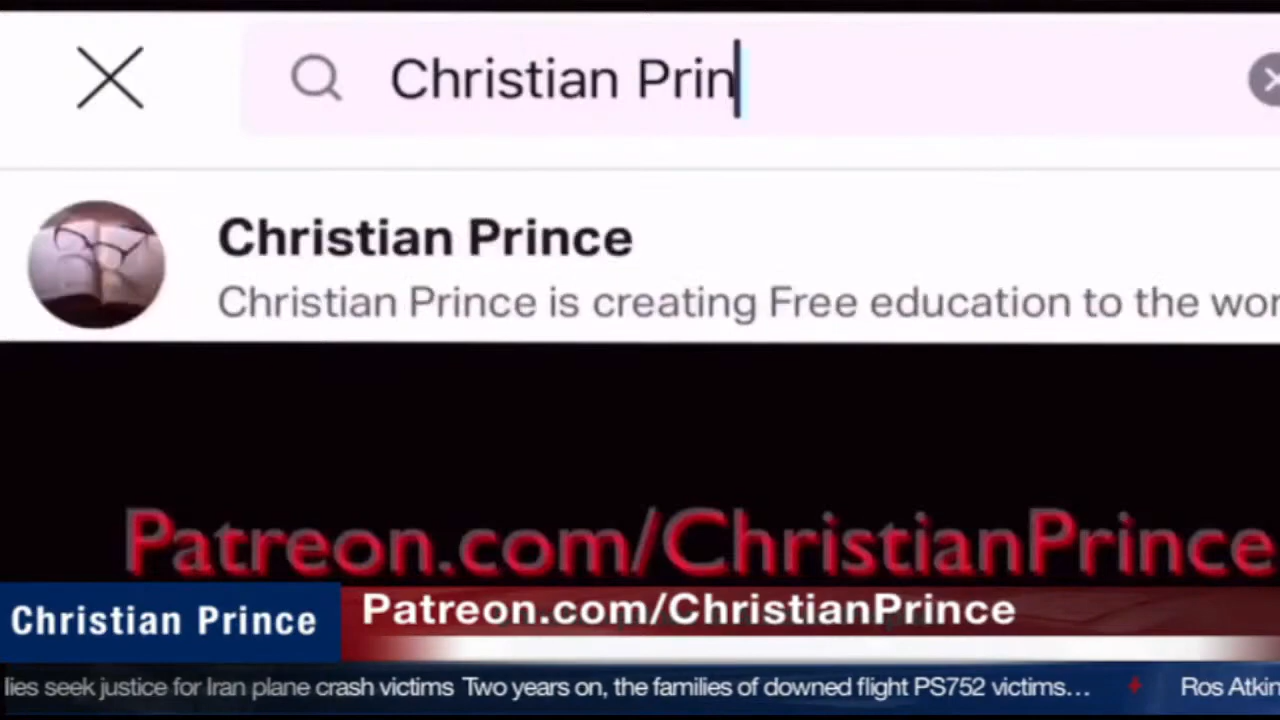 Christian Prin
Christian Prince
Christian Prince is creating Free education to the wor
Patreon.com/ChristianPrince
Christian Prince
Patreon.com/ChristianPrince
lies seek justice for Iran plane crash victims Two years on, the families of downed flight PS752 victims... Ros Atkin